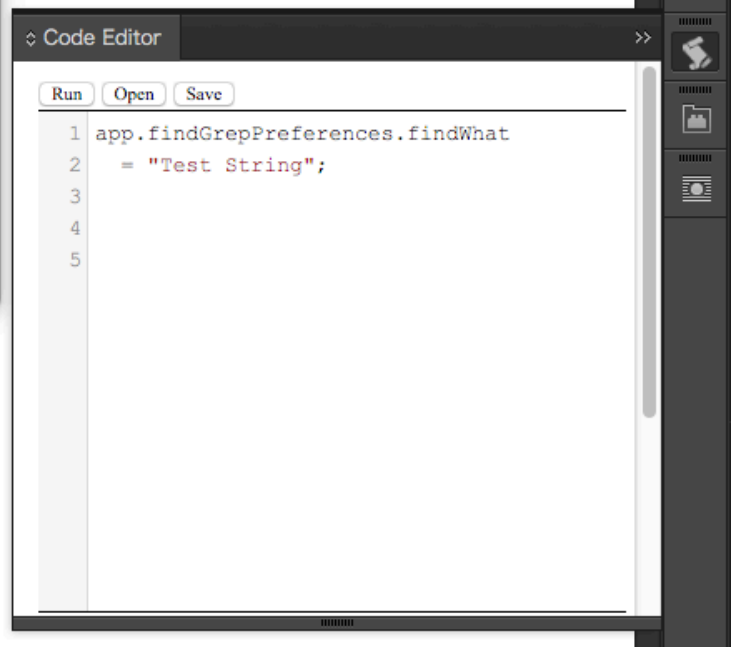 Code Editor
Run Open Save
1 app.findGrepPreferences.findWhat
2 = "Test String";
3
4
5